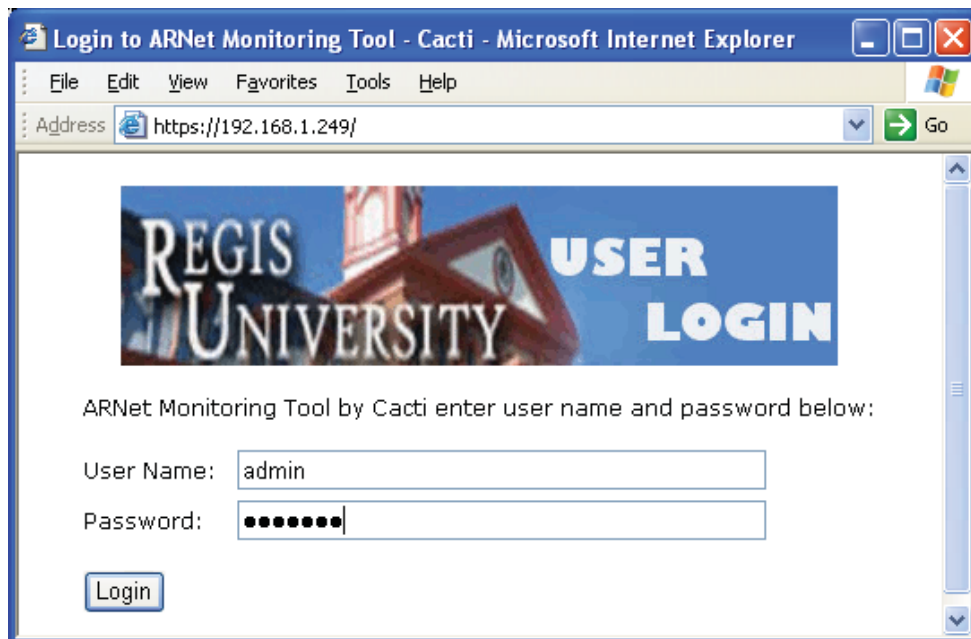 Login to ARNet Monitoring Tool - Cacti - Microsoft Internet Explorer
File Edit View Favorites Tools Help
Address https://192.168.1.249/ Go
REGIS UNIVERSITY
USER LOGIN
ARNet Monitoring Tool by Cacti enter user name and password below:
User Name: admin
Password: •••••••
Login